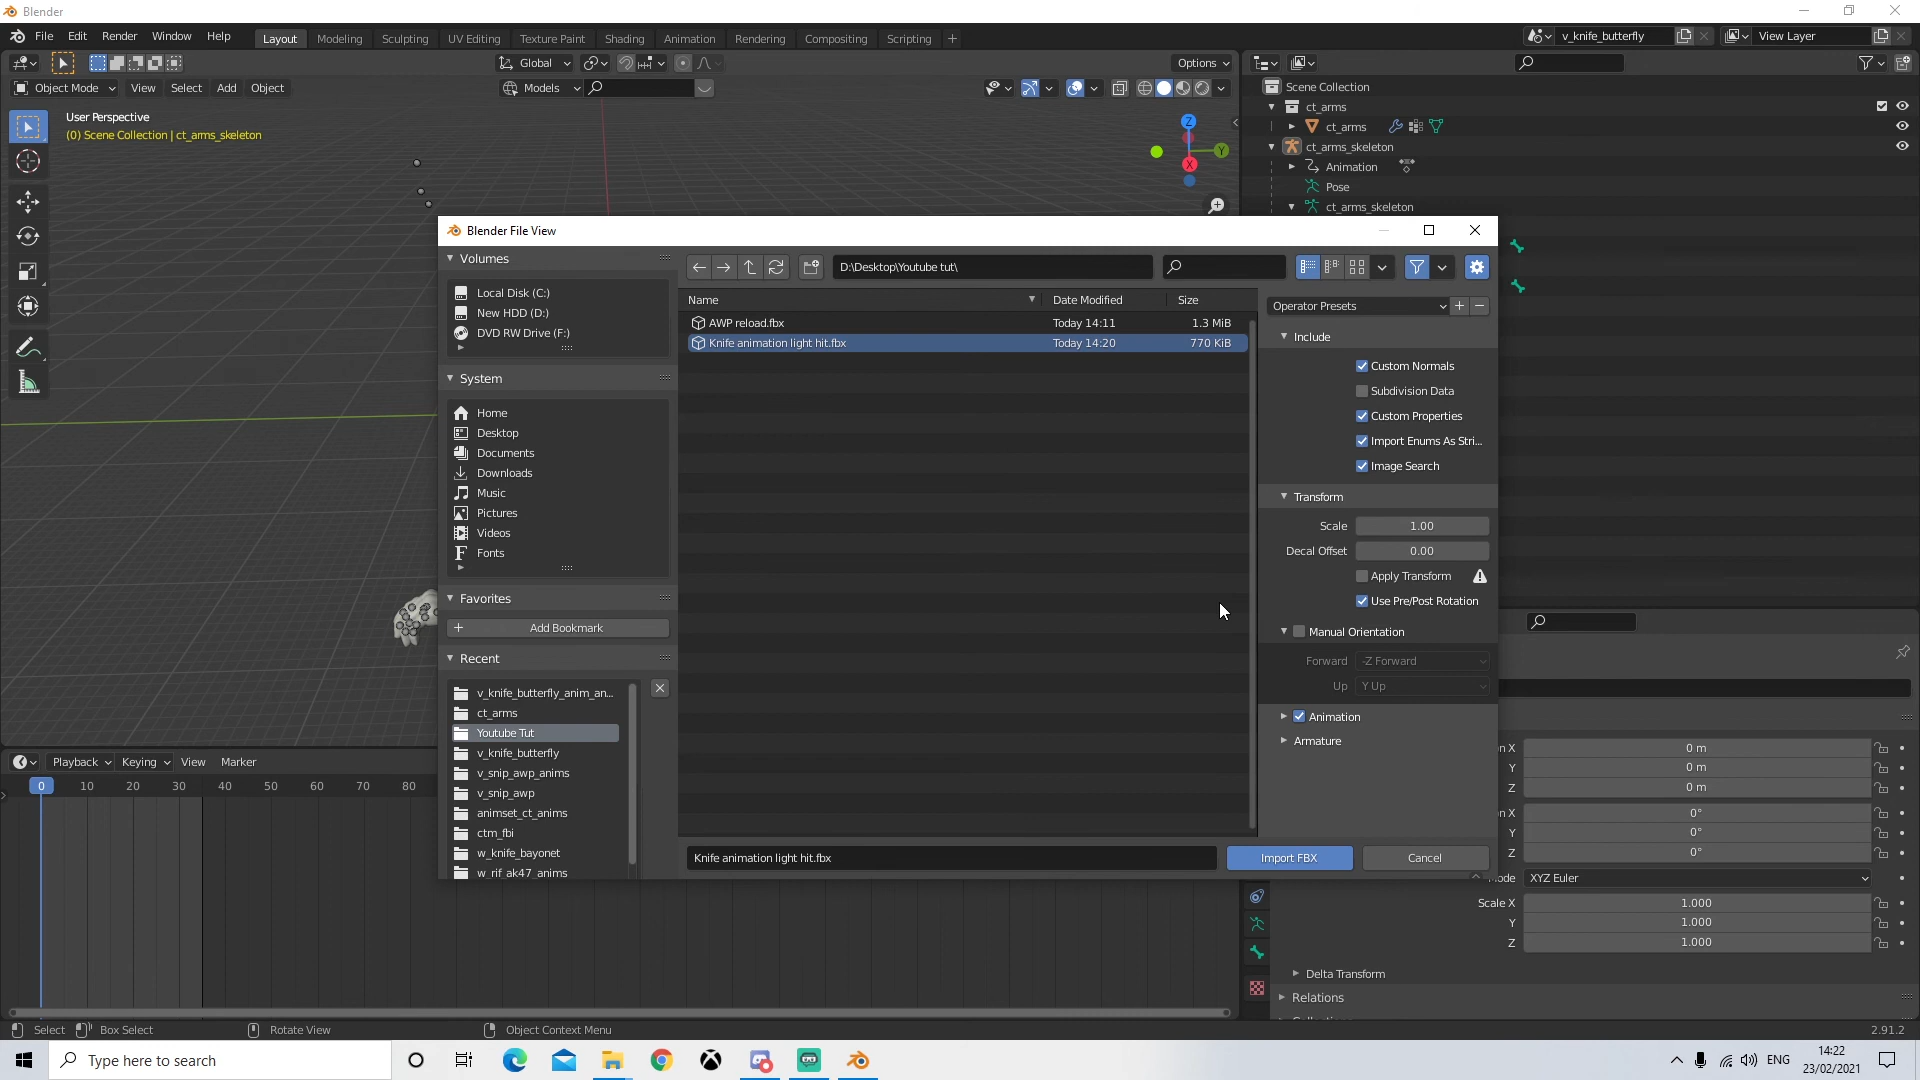 Blender
File Edit Render Window Help Layout Modeling Sculpting UV Editing Texture Paint Shading Animation Rendering Compositing Scripting + v_knife_butterfly View Layer
Global Options
Object Mode View Select Add Object Models
User Perspective
(0) Scene Collection | ct_arms_skeleton
Z
Y
X
Scene Collection
ct_arms
ct_arms
ct_arms_skeleton
Animation
Pose
ct_arms_skeleton
Blender File View
Volumes
Local Disk (C:)
New HDD (D:)
DVD RW Drive (F:)
System
Home
Desktop
Documents
Downloads
Music
Pictures
Videos
Fonts
Favorites
Add Bookmark
Recent
v_knife_butterfly_anim_an...
ct_arms
Youtube Tut
v_knife_butterfly
v_snip_awp_anims
v_snip_awp
animset_ct_anims
ctm_fbi
w_knife_bayonet
w_rif_ak47_anims
D:\Desktop\Youtube tut\
Name Date Modified Size
AWP reload.fbx Today 14:11 1.3 MiB
Knife animation light hit.fbx Today 14:20 770 KiB
Knife animation light hit.fbx
Import FBX Cancel
Operator Presets
Include
Custom Normals
Subdivision Data
Custom Properties
Import Enums As Stri...
Image Search
Transform
Scale 1.00
Decal Offset 0.00
Apply Transform
Use Pre/Post Rotation
Manual Orientation
Forward -Z Forward
Up Y Up
Animation
Armature
n X 0 m
Y 0 m
Z 0 m
n X 0°
Y 0°
Z 0°
ode XYZ Euler
Scale X 1.000
Y 1.000
Z 1.000
Delta Transform
Relations
Playback Keying View Marker
0 10 20 30 40 50 60 70 80
Select Box Select Rotate View Object Context Menu 2.91.2
Type here to search
ENG
14:22
23/02/2021